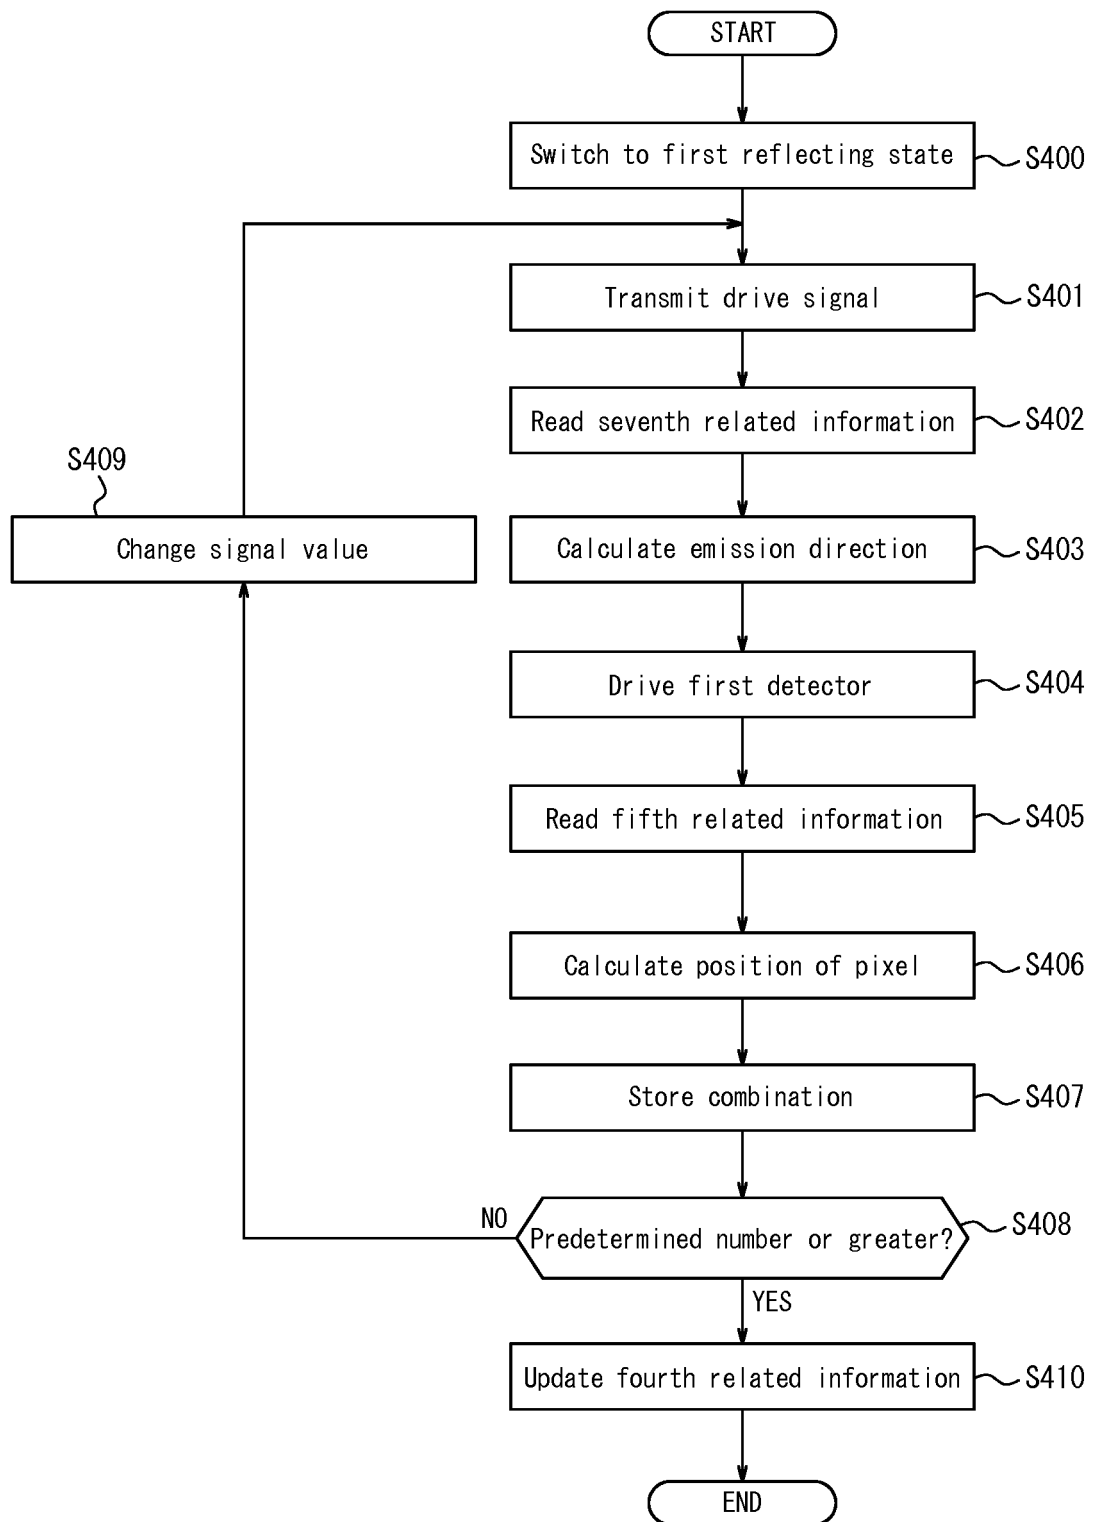 START
Switch to first reflecting state
S400
Transmit drive signal
S401
Read seventh related information
S402
S409
Change signal value
Calculate emission direction
S403
Drive first detector
S404
Read fifth related information
S405
Calculate position of pixel
S406
Store combination
S407
NO
Predetermined number or greater?
S408
YES
Update fourth related information
S410
END